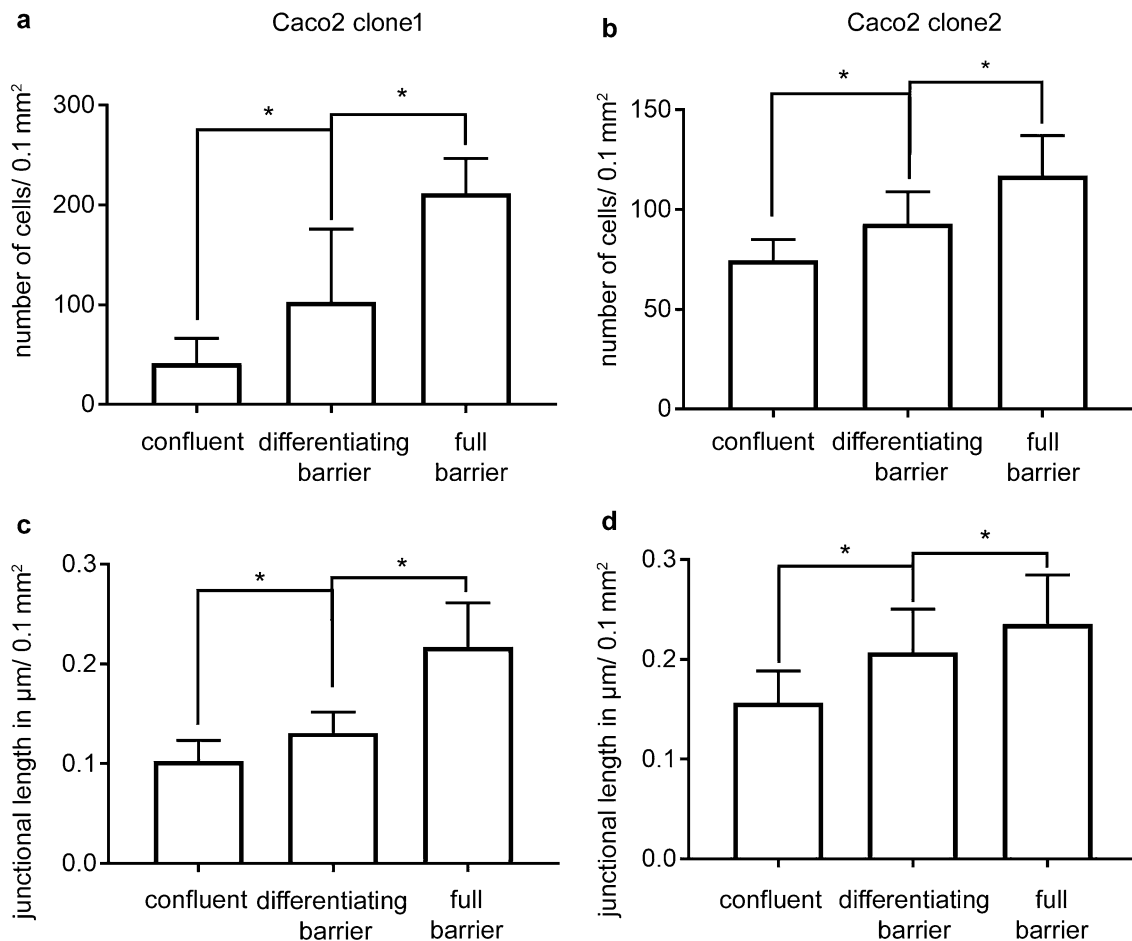 a
Caco2 clone1
number of cells/ 0.1 mm²
300
200
100
0
*
*
confluent
differentiating
barrier
full
barrier
b
Caco2 clone2
number of cells/ 0.1 mm²
150
100
50
0
*
*
confluent
differentiating
barrier
full
barrier
c
junctional length in µm/ 0.1 mm²
0.3
0.2
0.1
0.0
*
*
confluent
differentiating
barrier
full
barrier
d
junctional length in µm/ 0.1 mm²
0.3
0.2
0.1
0.0
*
*
confluent
differentiating
barrier
full
barrier